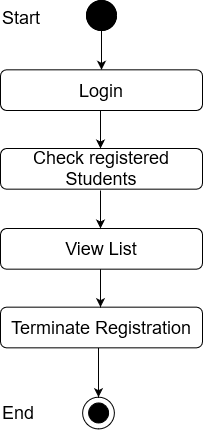 Start
Login
Check registered
Students
View List
Terminate Registration
End